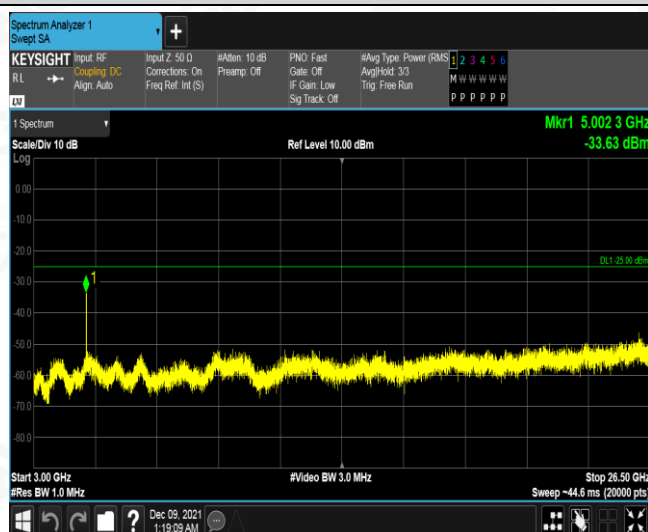 Spectrum Analyzer 1
Swept SA
+
KEYSIGHT
RL
LXI
Input: RF
Coupling: DC
Align: Auto
Input Z: 50 Ω
Corrections: On
Freq Ref: Int (S)
#Atten: 10 dB
Preamp: Off
PNO: Fast
Gate: Off
IF Gain: Low
Sig Track: Off
#Avg Type: Power (RMS
Avg|Hold: 3/3
Trig: Free Run
1 2 3 4 5 6
M W W W W W
P P P P P P
1 Spectrum
Scale/Div 10 dB
Log
Ref Level 10.00 dBm
Mkr1 5.002 3 GHz
-33.63 dBm
0.00
-10.0
-20.0
DL1 -25.00 dBm
-30.0
1
-40.0
-50.0
-60.0
-70.0
-80.0
Start 3.00 GHz
#Res BW 1.0 MHz
#Video BW 3.0 MHz
Stop 26.50 GHz
Sweep ~44.6 ms (20000 pts)
?
Dec 09, 2021
1:19:09 AM